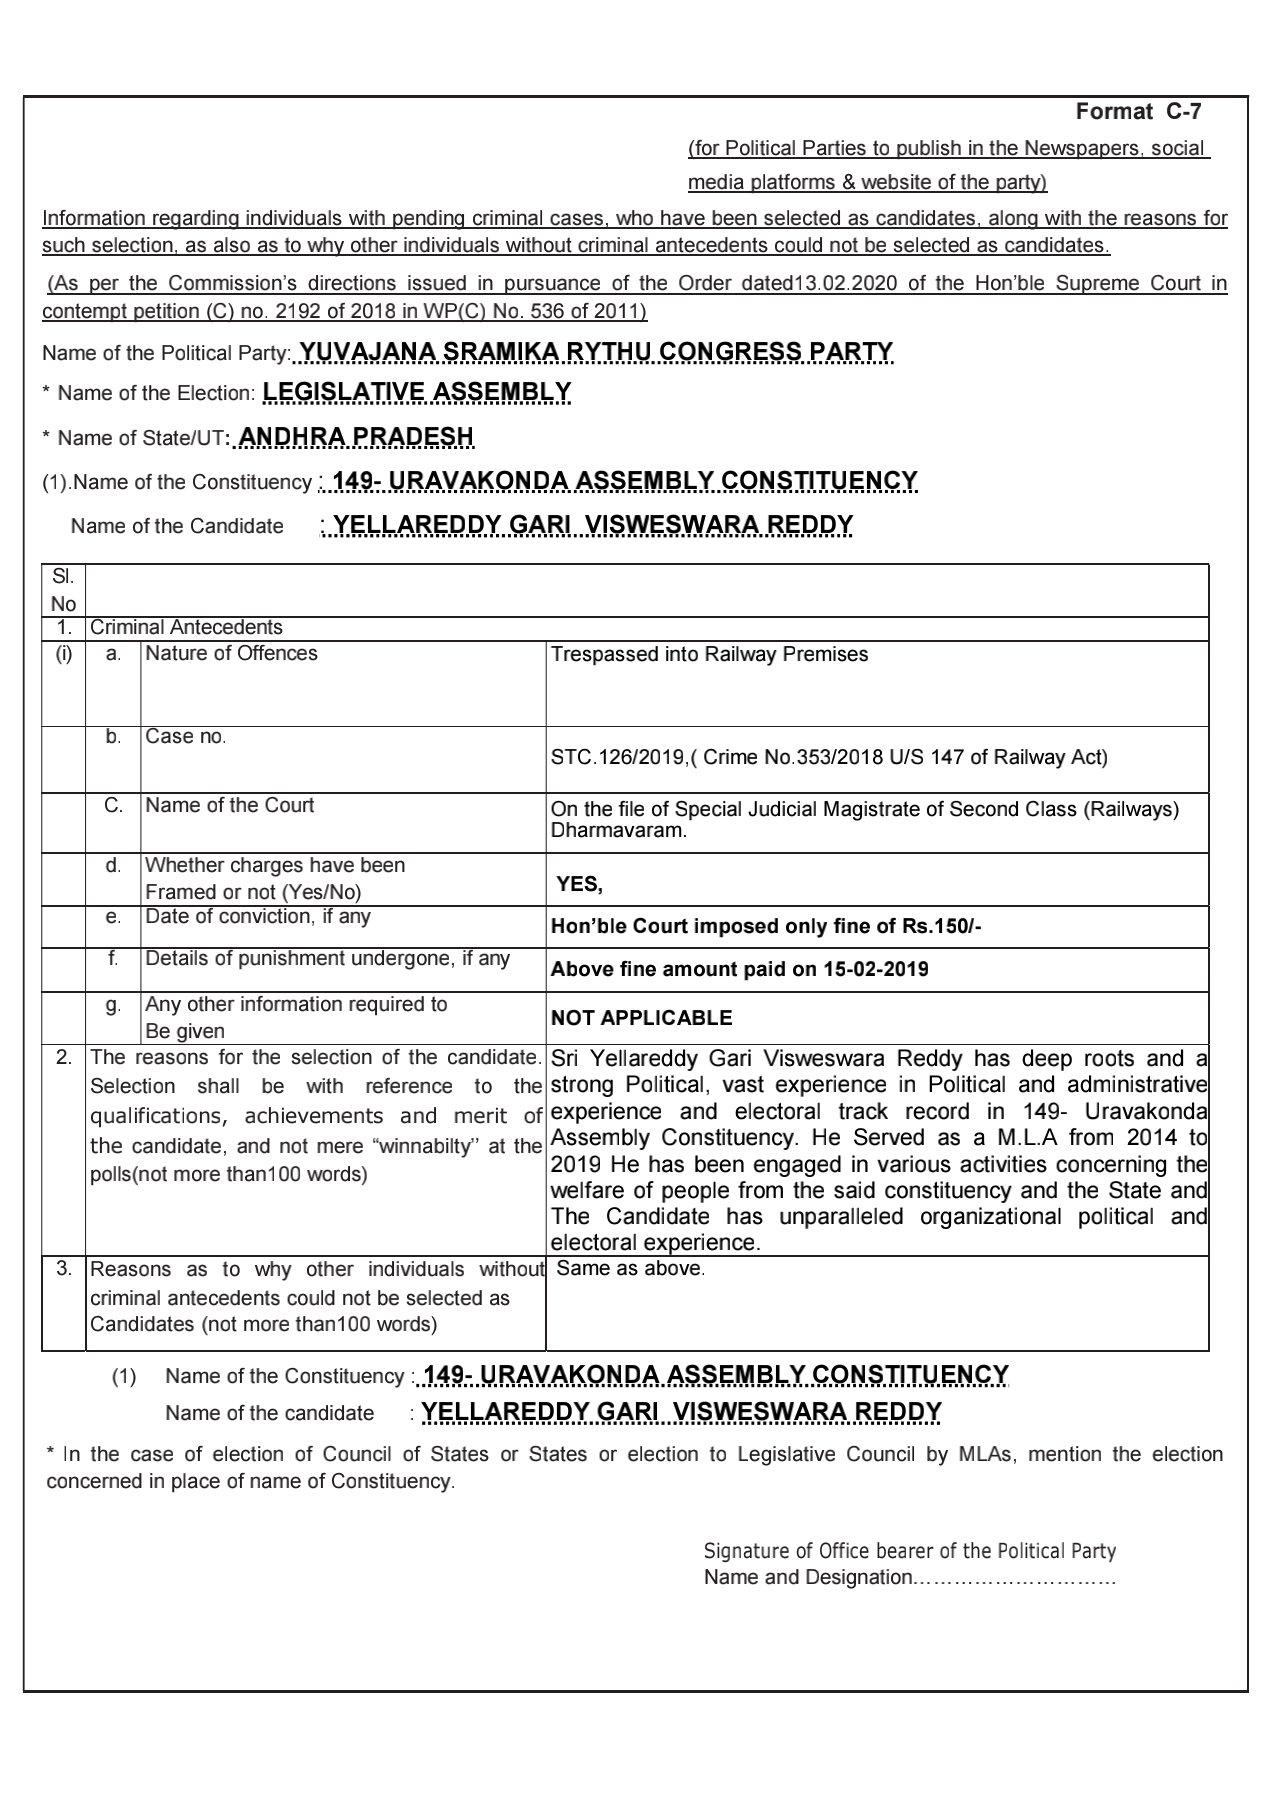 Format C-7
(for Political Parties to publish in the Newspapers, social
media platforms & website of the party)
Information regarding individuals with pending criminal cases, who have been selected as candidates, along with the reasons for
such selection, as also as to why other individuals without criminal antecedents could not be selected as candidates.
(As per the Commission's directions issued in pursuance of the Order dated13.02.2020 of the Hon'ble Supreme Court in
contempt petition (C) no. 2192 of 2018 in WP(C) No. 536 of 2011)
Name of the Political Party: YUVAJANA SRAMIKA RYTHU CONGRESS PARTY
* Name of the Election: LEGISLATIVE ASSEMBLY
* Name of State/UT: ANDHRA PRADESH
(1).Name of the Constituency : 149- URAVAKONDA ASSEMBLY CONSTITUENCY
Name of the Candidate : YELLAREDDY GARI VISWESWARA REDDY
Sl.
No
1. Criminal Antecedents
(i) a. Nature of Offences Trespassed into Railway Premises
b. Case no.
STC.126/2019,( Crime No.353/2018 U/S 147 of Railway Act)
C. Name of the Court On the file of Special Judicial Magistrate of Second Class (Railways)
Dharmavaram.
d. Whether charges have been
Framed or not (Yes/No) YES,
e. Date of conviction, if any Hon'ble Court imposed only fine of Rs.150/-
f. Details of punishment undergone, if any Above fine amount paid on 15-02-2019
g. Any other information required to
Be given NOT APPLICABLE
2. The reasons for the selection of the candidate.
Selection shall be with reference to the
qualifications, achievements and merit of
the candidate, and not mere “winnabilty” at the
polls(not more than100 words)
Sri Yellareddy Gari Visweswara Reddy has deep roots and a
strong Political, vast experience in Political and administrative
experience and electoral track record in 149- Uravakonda
Assembly Constituency. He Served as a M.L.A from 2014 to
2019 He has been engaged in various activities concerning the
welfare of people from the said constituency and the State and
The Candidate has unparalleled organizational political and
electoral experience.
3. Reasons as to why other individuals without
criminal antecedents could not be selected as
Candidates (not more than100 words)
Same as above.
(1) Name of the Constituency : 149- URAVAKONDA ASSEMBLY CONSTITUENCY
Name of the candidate : YELLAREDDY GARI VISWESWARA REDDY
* In the case of election of Council of States or States or election to Legislative Council by MLAs, mention the election
concerned in place of name of Constituency.
Signature of Office bearer of the Political Party
Name and Designation…………………………